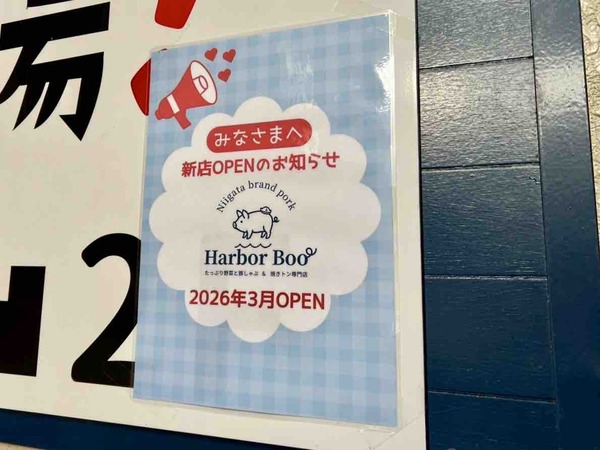 場!
2
みなさまへ
新店OPENのお知らせ
Niigata brand pork
Harbor Boo
たっぷり野菜と豚しゃぶ & 焼きトン専門店
2026年3月OPEN